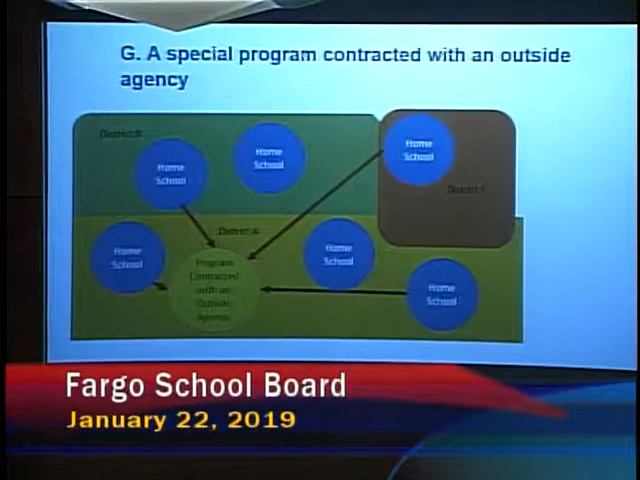 G. A special program contracted with an outside
agency
District B
Home
School
Home
School
Home
School
District A
Home
School
Home
School
Home
School
Program
Contracted
with an
Outside
Agency
Fargo School Board
January 22, 2019